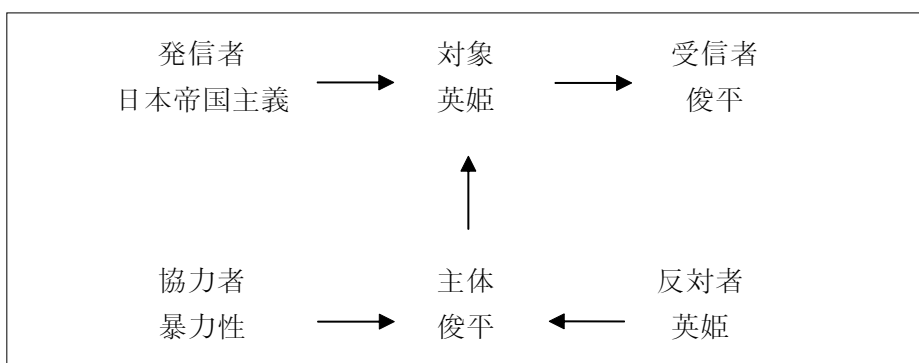 発信者 対象 受信者
日本帝国主義 英姫 俊平
協力者 主体 反対者
暴力性 俊平 英姫